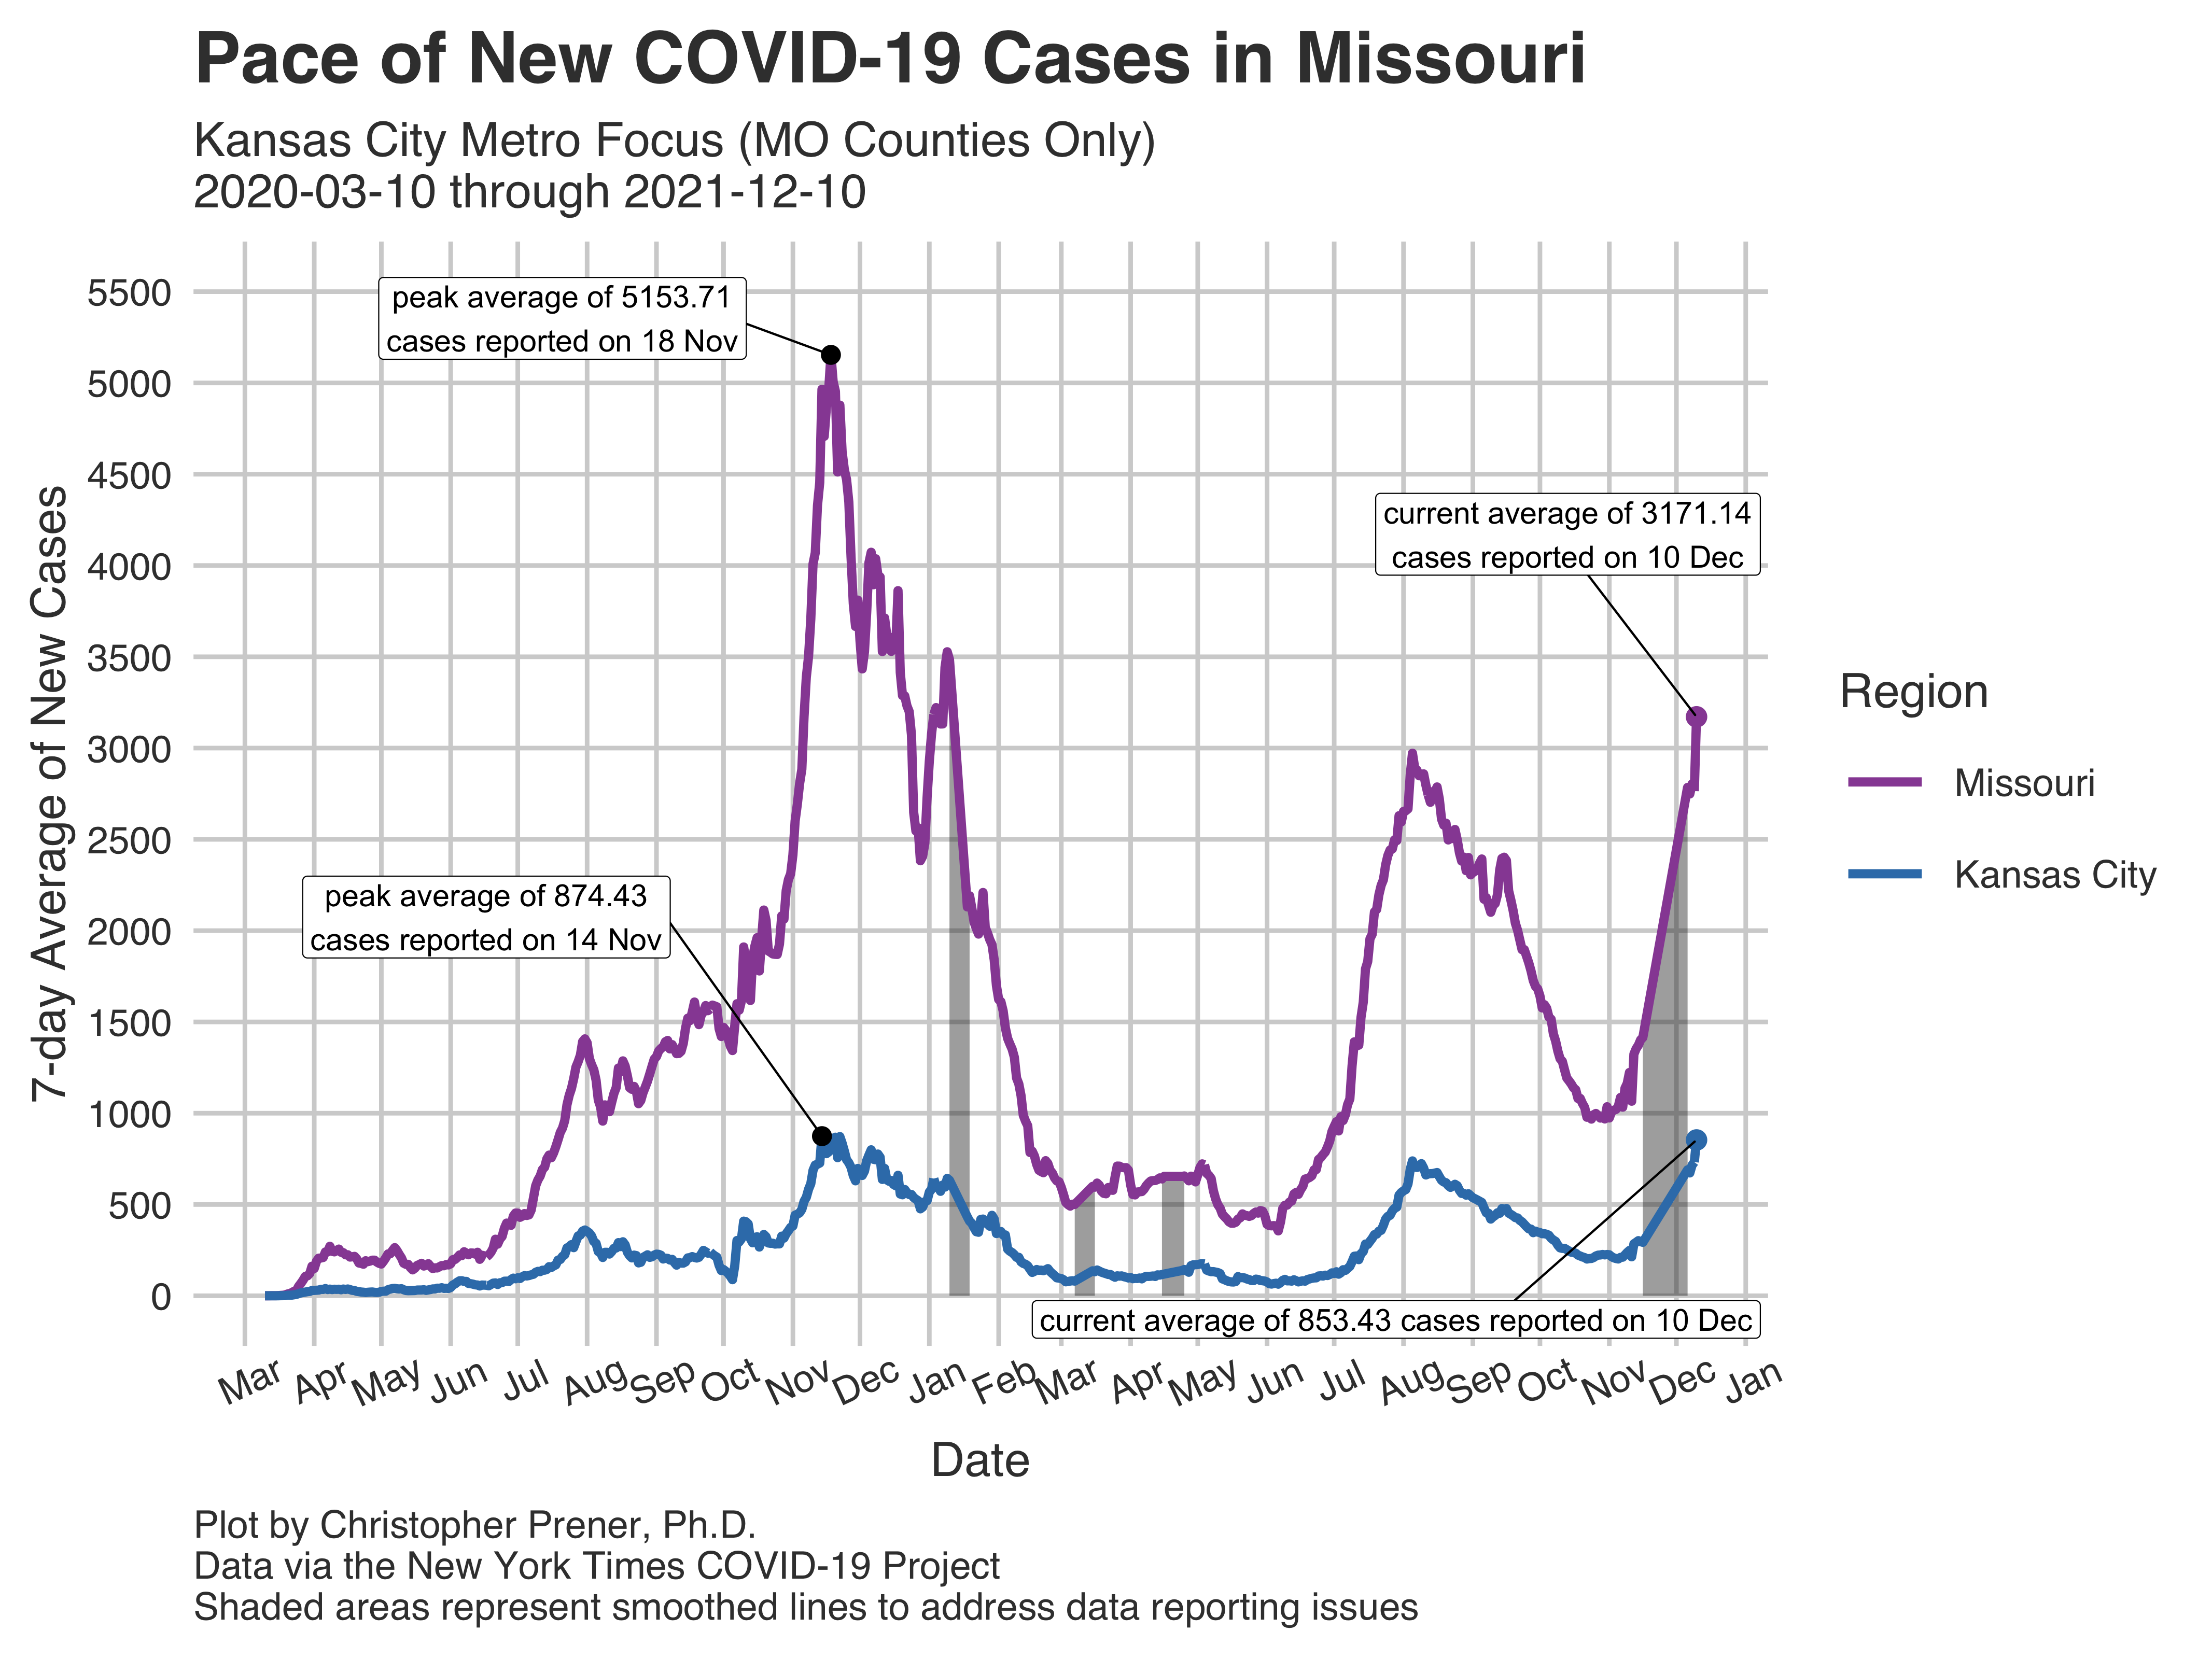 Pace of New COVID-19 Cases in Missouri
Kansas City Metro Focus (MO Counties Only)
2020-03-10 through 2021-12-10
7-day Average of New Cases
5500
5000
4500
4000
3500
3000
2500
2000
1500
1000
500
0
peak average of 5153.71
cases reported on 18 Nov
current average of 3171.14
cases reported on 10 Dec
peak average of 874.43
cases reported on 14 Nov
current average of 853.43 cases reported on 10 Dec
Mar Apr May Jun Jul Aug Sep Oct Nov Dec Jan Feb Mar Apr May Jun Jul Aug Sep Oct Nov Dec Jan
Date
Region
Missouri
Kansas City
Plot by Christopher Prener, Ph.D.
Data via the New York Times COVID-19 Project
Shaded areas represent smoothed lines to address data reporting issues